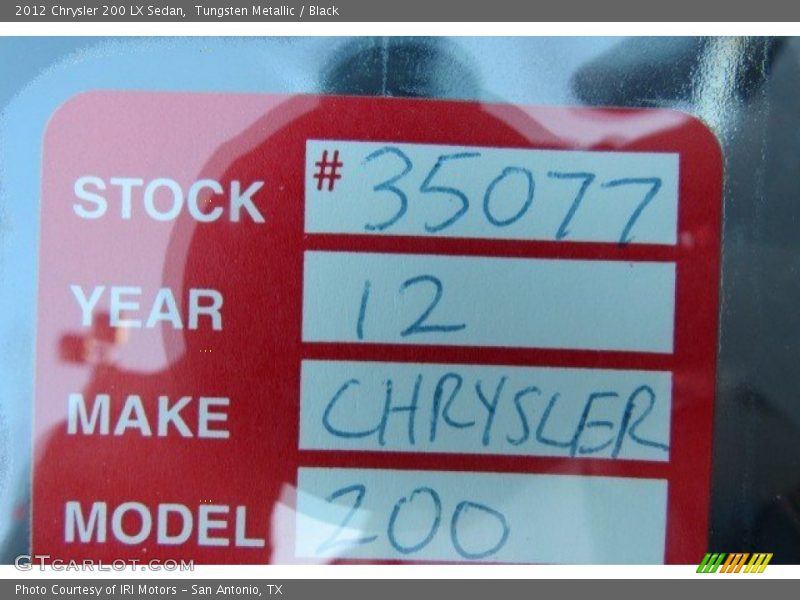 2012 Chrysler 200 LX Sedan,  Tungsten Metallic / Black
STOCK # 35077
YEAR 12
MAKE CHRYSLER
MODEL 200
GTCARLOT.COM
Photo Courtesy of IRI Motors - San Antonio, TX